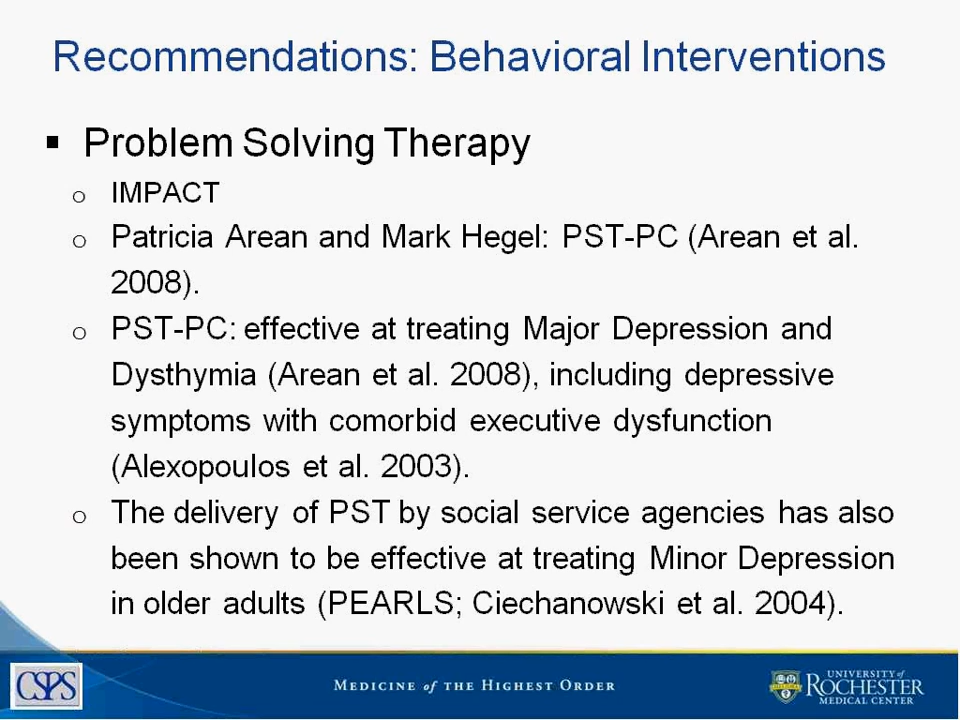 Recommendations: Behavioral Interventions
▪ Problem Solving Therapy
o IMPACT
o Patricia Arean and Mark Hegel: PST-PC (Arean et al.
2008).
o PST-PC: effective at treating Major Depression and
Dysthymia (Arean et al. 2008), including depressive
symptoms with comorbid executive dysfunction
(Alexopoulos et al. 2003).
o The delivery of PST by social service agencies has also
been shown to be effective at treating Minor Depression
in older adults (PEARLS; Ciechanowski et al. 2004).
CSPS
MEDICINE of THE HIGHEST ORDER
UNIVERSITY of
ROCHESTER
MEDICAL CENTER